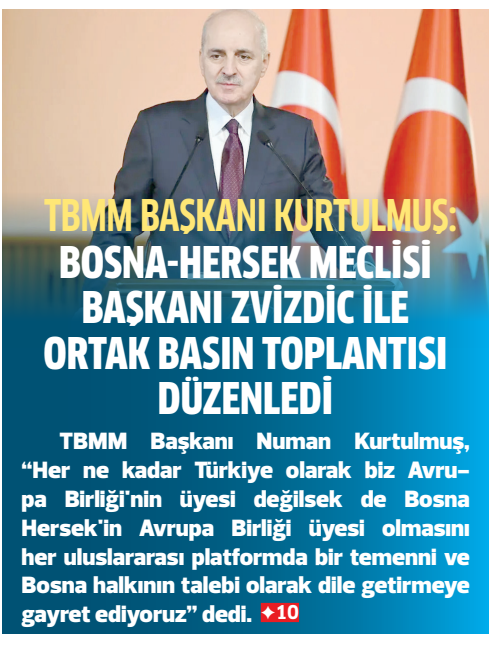 TBMM BAŞKANI KURTULMUŞ:
BOSNA-HERSEK MECLİSİ
BAŞKANI ZVİZDİC İLE
ORTAK BASIN TOPLANTISI
DÜZENLEDİ
TBMM Başkanı Numan Kurtulmuş,
“Her ne kadar Türkiye olarak biz Avru-
pa Birliği'nin üyesi değilsek de Bosna
Hersek'in Avrupa Birliği üyesi olmasını
her uluslararası platformda bir temenni ve
Bosna halkının talebi olarak dile getirmeye
gayret ediyoruz” dedi. ✦10